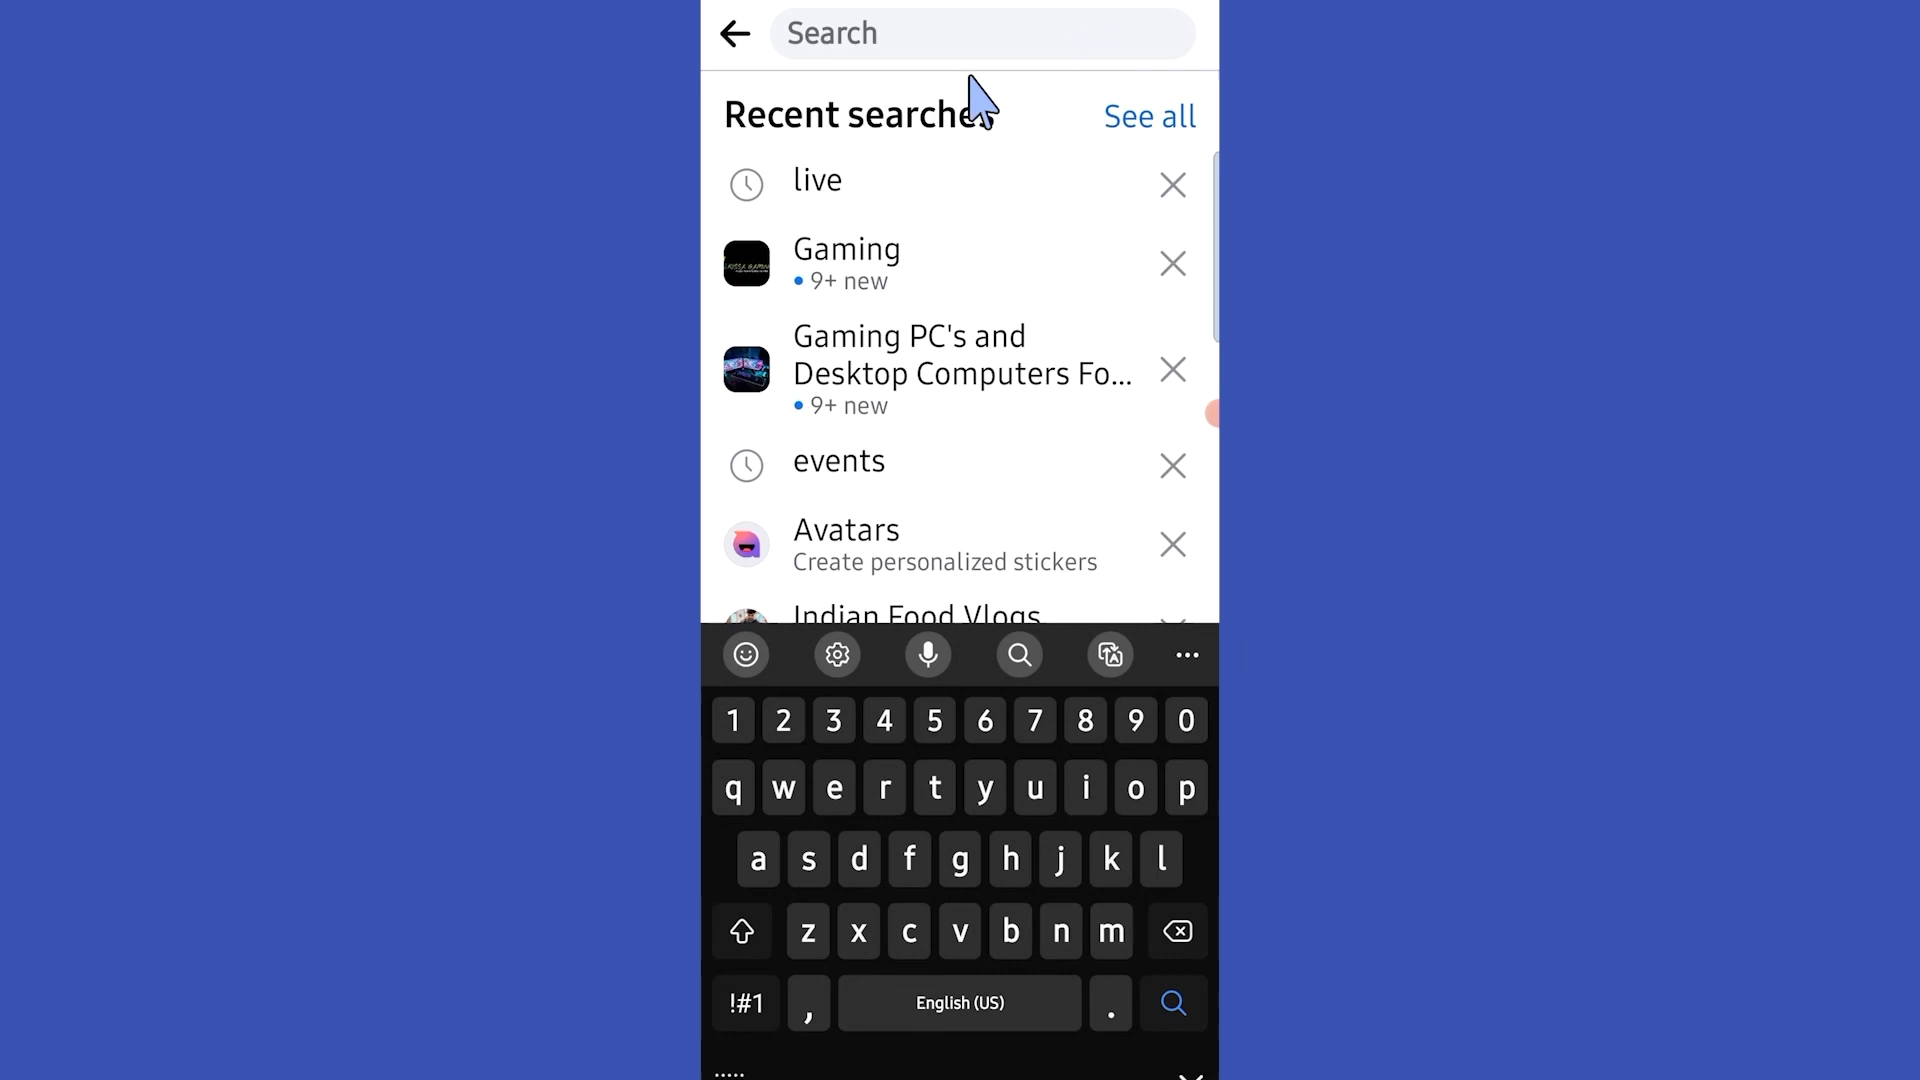 Search
Recent searches
See all
live
Gaming
9+ new
Gaming PC's and
Desktop Computers Fo...
9+ new
events
Avatars
Create personalized stickers
Indian Food Vlogs
1 2 3 4 5 6 7 8 9 0
q w e r t y u i o p
a s d f g h j k l
z x c v b n m
!#1 , English (US) .